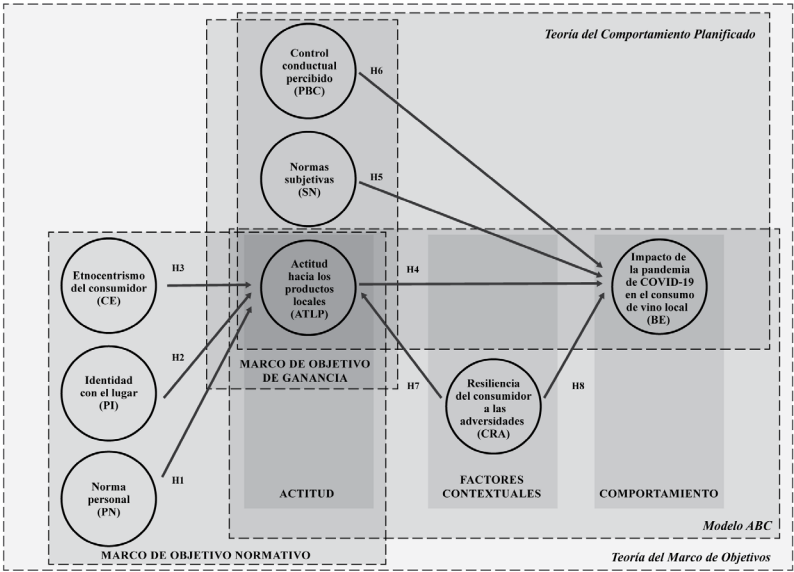 Teoría del Comportamiento Planificado
Control
conductual
percibido
(PBC)
H6
Normas
subjetivas
(SN)
H5
Etnocentrismo
del consumidor
(CE)
H3
Actitud
hacia los
productos
locales
(ATLP)
H4
Impacto de
la pandemia
de COVID-19
en el consumo
de vino local
(BE)
Identidad
con el lugar
(PI)
H2
MARCO DE OBJETIVO
DE GANANCIA
H7
Resiliencia
del consumidor
a las
adversidades
(CRA)
H8
Norma
personal
(PN)
H1
ACTITUD
FACTORES
CONTEXTUALES
COMPORTAMIENTO
Modelo ABC
MARCO DE OBJETIVO NORMATIVO
Teoría del Marco de Objetivos